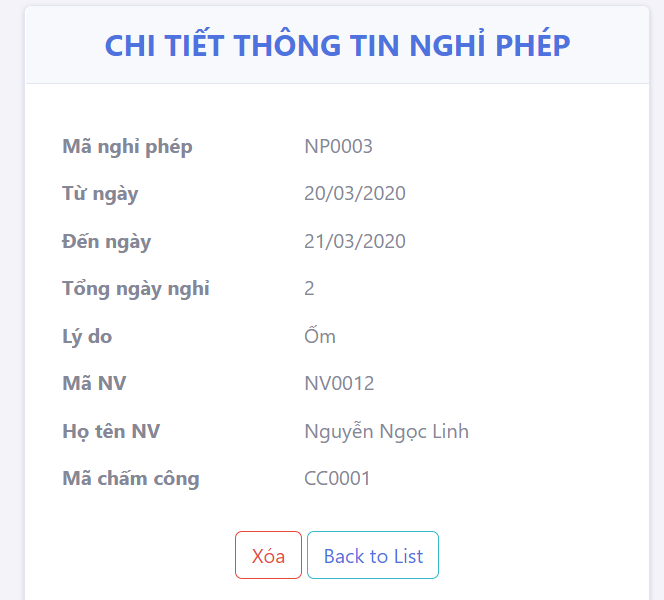 CHI TIẾT THÔNG TIN NGHỈ PHÉP
Mã nghỉ phép NP0003
Từ ngày 20/03/2020
Đến ngày 21/03/2020
Tổng ngày nghỉ 2
Lý do Ốm
Mã NV NV0012
Họ tên NV Nguyễn Ngọc Linh
Mã chấm công CC0001
Xóa Back to List